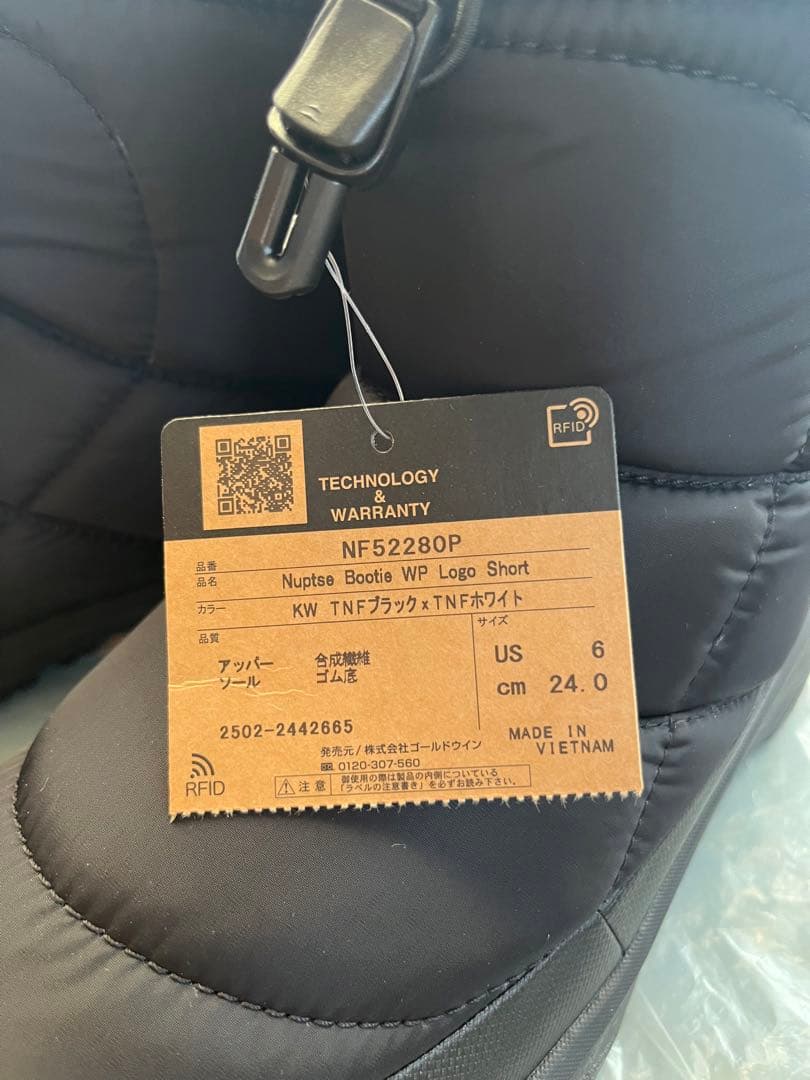 RFID
TECHNOLOGY
&
WARRANTY
品番 NF52280P
品名 Nuptse Bootie WP Logo Short
カラー KW TNFブラック×TNFホワイト
品質
アッパー 合成繊維
ソール ゴム底
サイズ
US 6
cm 24.0
2502-2442665
MADE IN
VIETNAM
発売元/株式会社ゴールドウイン
0120-307-560
RFID
注意 御使用の際は製品の内側についている
「ラベルの注意書き」を必ずお読み下さい。